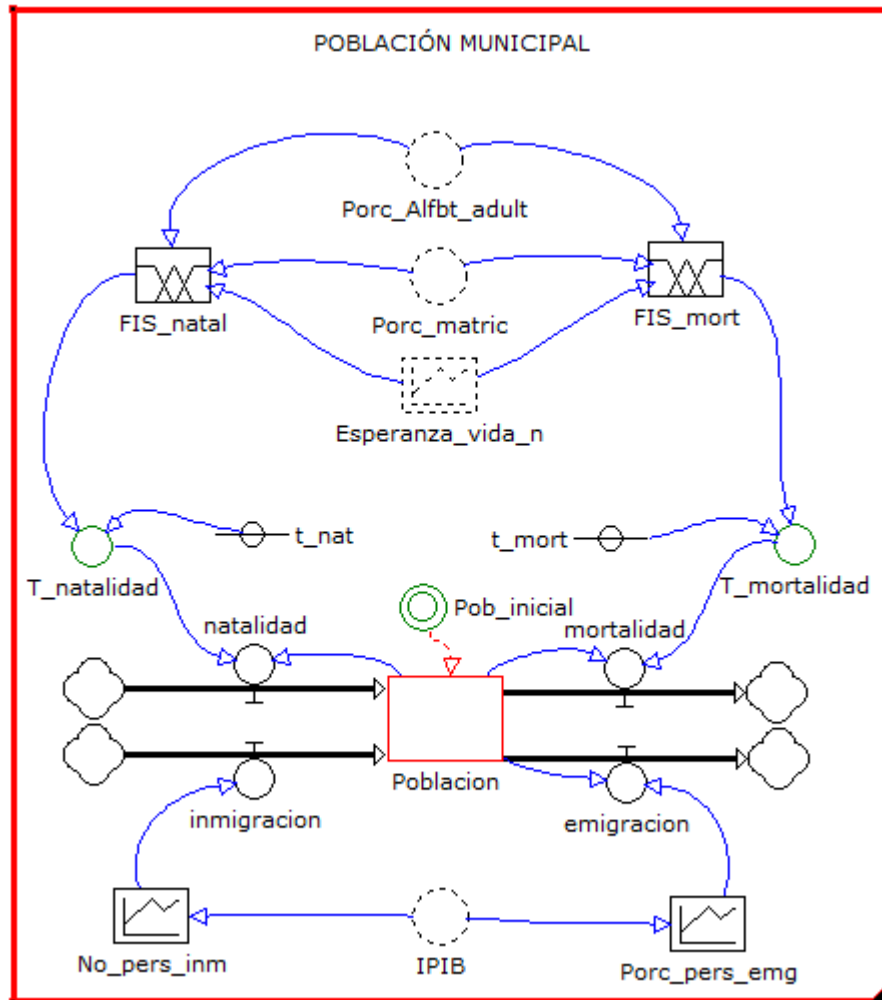 POBLACIÓN MUNICIPAL
Porc_Alfbt_adult
FIS_natal
Porc_matric
FIS_mort
Esperanza_vida_n
t_nat
t_mort
T_natalidad
T_mortalidad
Pob_inicial
natalidad
mortalidad
Poblacion
inmigracion
emigracion
No_pers_inm
IPIB
Porc_pers_emg